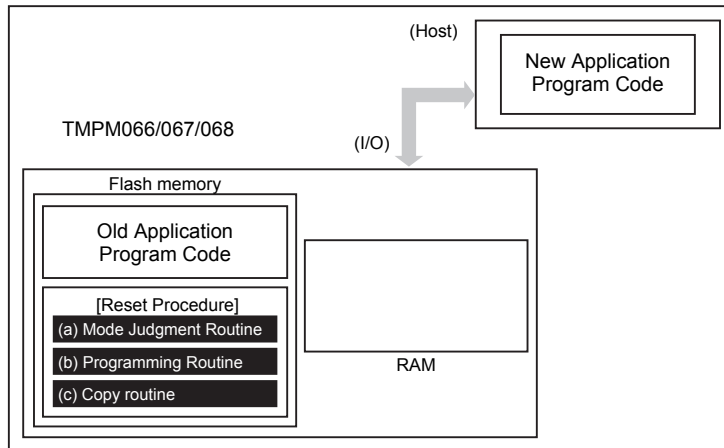 (Host)
New Application
Program Code
TMPM066/067/068
(I/O)
Flash memory
Old Application
Program Code
[Reset Procedure]
(a) Mode Judgment Routine
(b) Programming Routine
(c) Copy routine
RAM